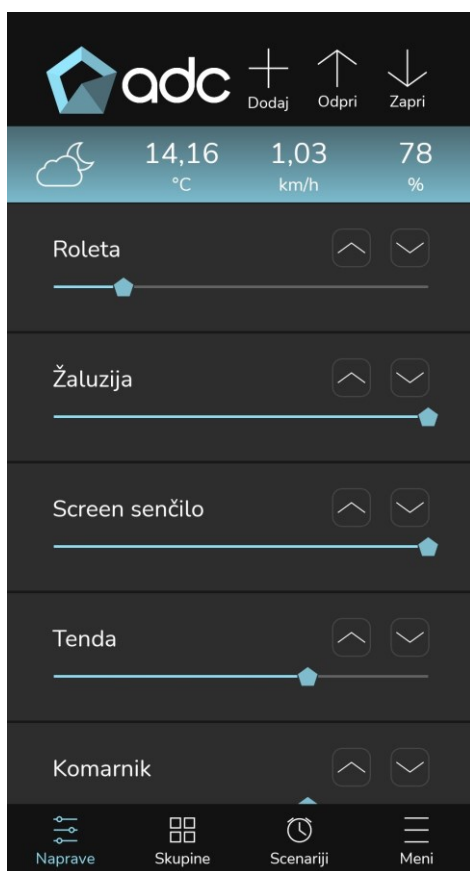 adc
Dodaj Odpri Zapri
14,16 1,03 78
°C km/h %
Roleta
Žaluzija
Screen senčilo
Tenda
Komarnik
Naprave Skupine Scenariji Meni